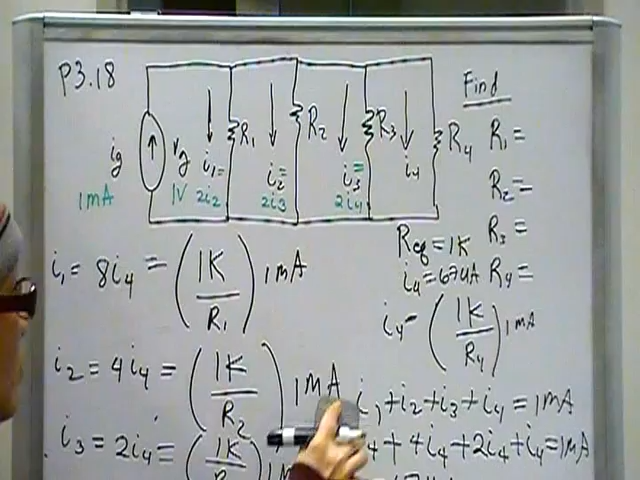 P3.18
Find
ig
1mA
vg
1V
i1=
2i2
R1
i2=
2i3
R2
i3=
2i4
R3
i4
R4
R1=
R2=
R3=
R4=
Req=1K
i4=67uA
i1= 8i4 = (1K/R1) 1mA
i4= (1K/R4) 1mA
i2 = 4i4 = (1K/R2) 1MA
i1+i2+i3+i4=1mA
4+4i4+2i4+i4=1MA
i3=2i4= (1K/